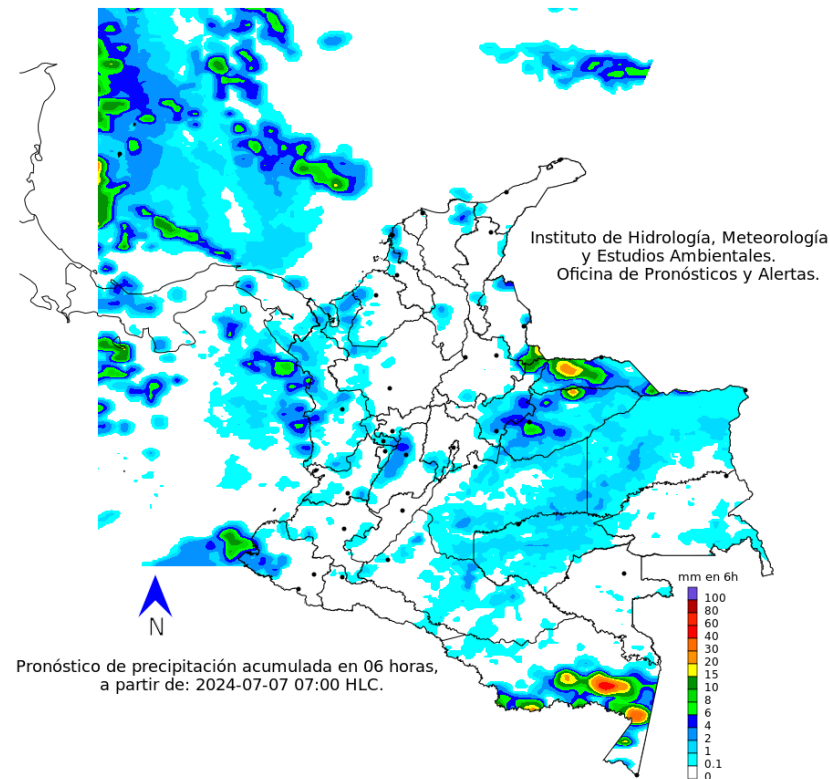 Instituto de Hidrología, Meteorología
y Estudios Ambientales.
Oficina de Pronósticos y Alertas.
mm en 6h
100
80
60
40
30
20
15
10
8
6
4
2
1
0.1
0
N
Pronóstico de precipitación acumulada en 06 horas,
a partir de: 2024-07-07 07:00 HLC.